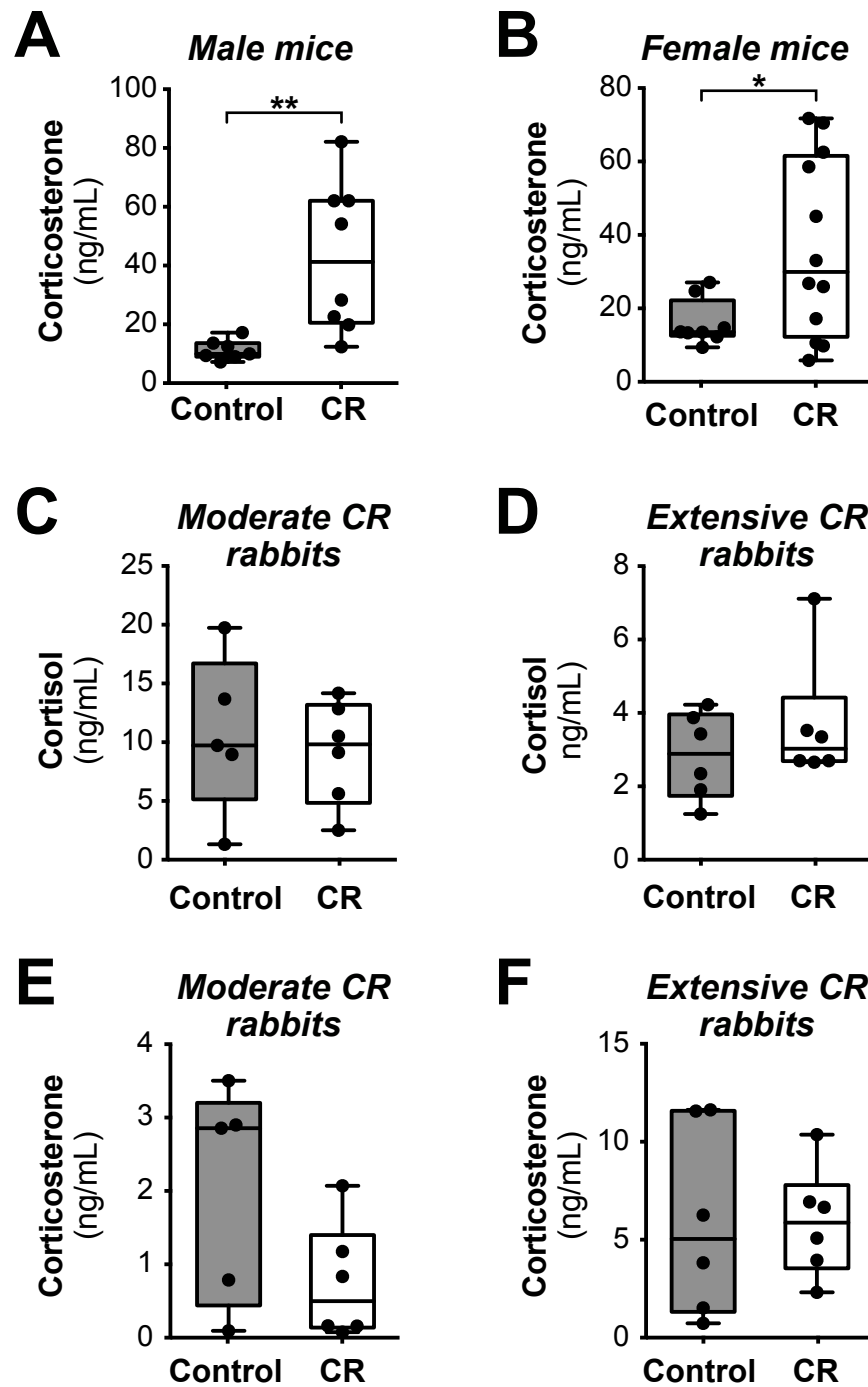 A
Male mice
**
Corticosterone
(ng/mL)
100
80
60
40
20
0
Control
CR
B
Female mice
*
Corticosterone
(ng/mL)
80
60
40
20
0
Control
CR
C
Moderate CR
rabbits
Cortisol
(ng/mL)
25
20
15
10
5
0
Control
CR
D
Extensive CR
rabbits
Cortisol
ng/mL)
8
6
4
2
0
Control
CR
E
Moderate CR
rabbits
Corticosterone
(ng/mL)
4
3
2
1
0
Control
CR
F
Extensive CR
rabbits
Corticosterone
(ng/mL)
15
10
5
0
Control
CR